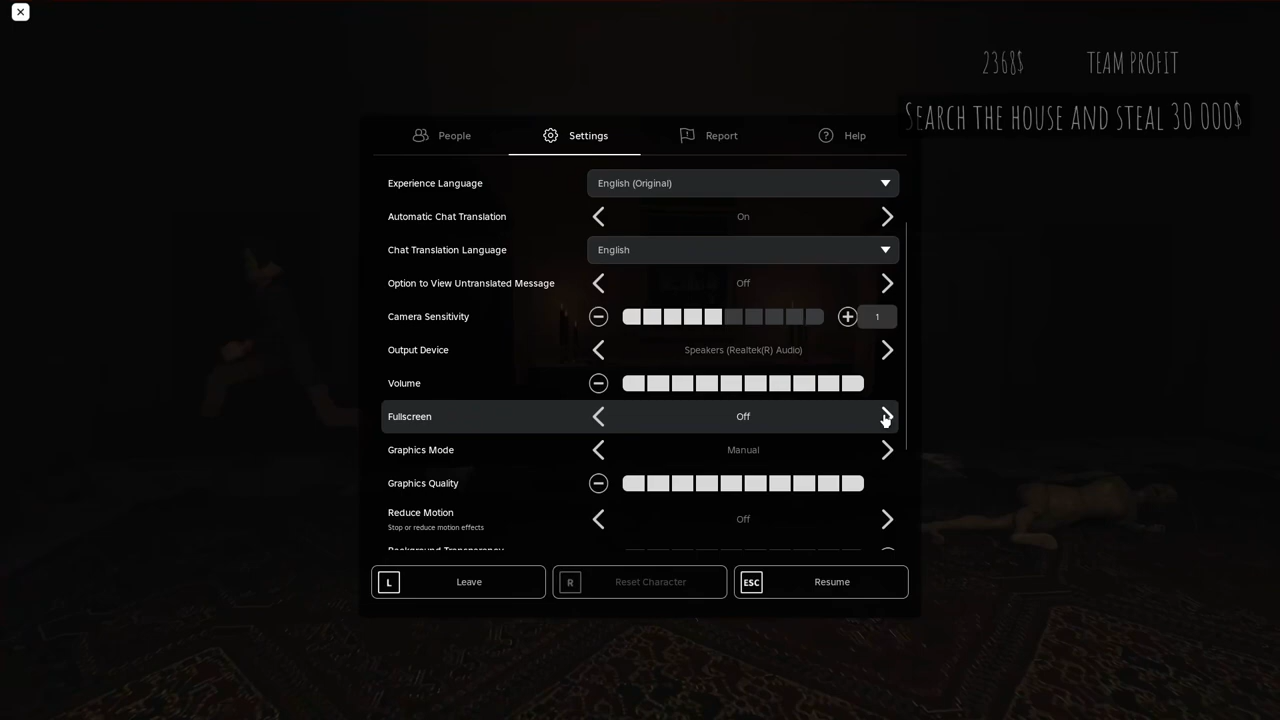 2368$ TEAM PROFIT
SEARCH THE HOUSE AND STEAL 30 000$
People Settings Report Help
Experience Language English (Original)
Automatic Chat Translation On
Chat Translation Language English
Option to View Untranslated Message Off
Camera Sensitivity 1
Output Device Speakers (Realtek(R) Audio)
Volume
Fullscreen Off
Graphics Mode Manual
Graphics Quality
Reduce Motion Off
Stop or reduce motion effects
Background Transparency
L Leave R Reset Character ESC Resume